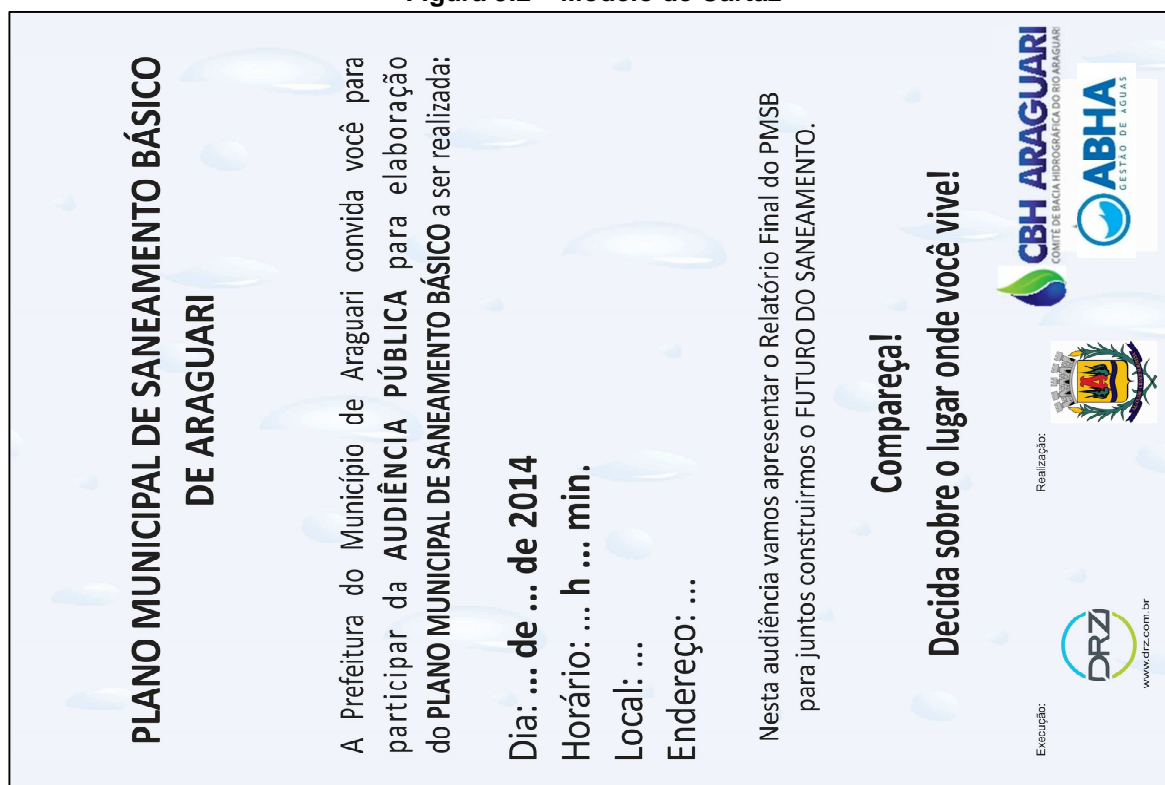 Figura 5.2 – Modelo de Cartaz
PLANO MUNICIPAL DE SANEAMENTO BÁSICO
DE ARAGUARI
A Prefeitura do Município de Araguari convida você para
participar da AUDIÊNCIA PÚBLICA para elaboração
do PLANO MUNICIPAL DE SANEAMENTO BÁSICO a ser realizada:
Dia: ... de ... de 2014
Horário: ... h ... min.
Local: ...
Endereço: ...
Nesta audiência vamos apresentar o Relatório Final do PMSB
para juntos construirmos o FUTURO DO SANEAMENTO.
Compareça!
Decida sobre o lugar onde você vive!
Execução:
DRZ
www.drz.com.br
Realização:
CBH ARAGUARI
COMITÊ DE BACIA HIDROGRÁFICA DO RIO ARAGUARI
ABHA
GESTÃO DE AGUAS